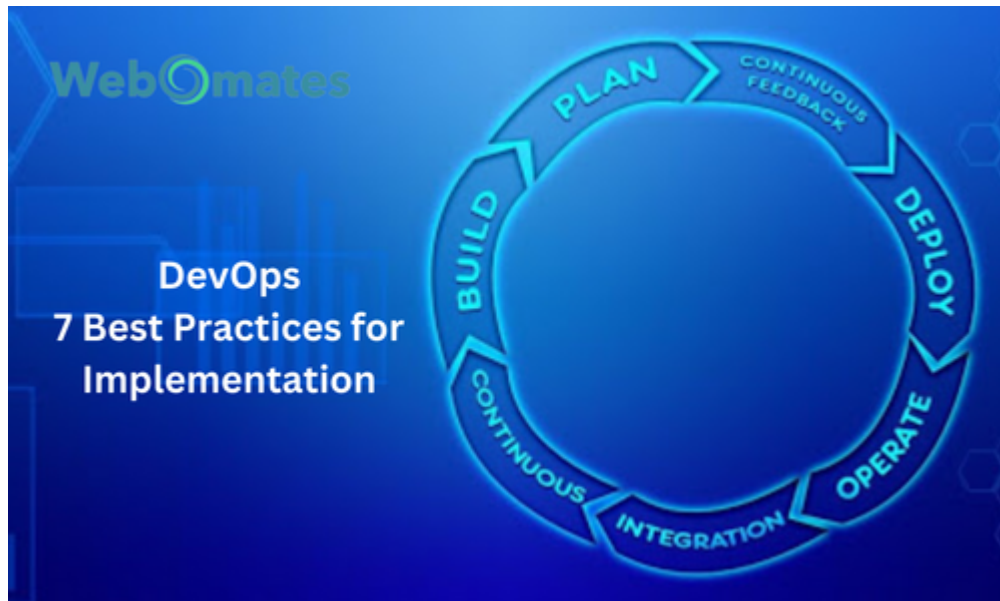 WebOmates
DevOps
7 Best Practices for
Implementation
PLAN
CONTINUOUS
FEEDBACK
DEPLOY
OPERATE
INTEGRATION
CONTINUOUS
BUILD